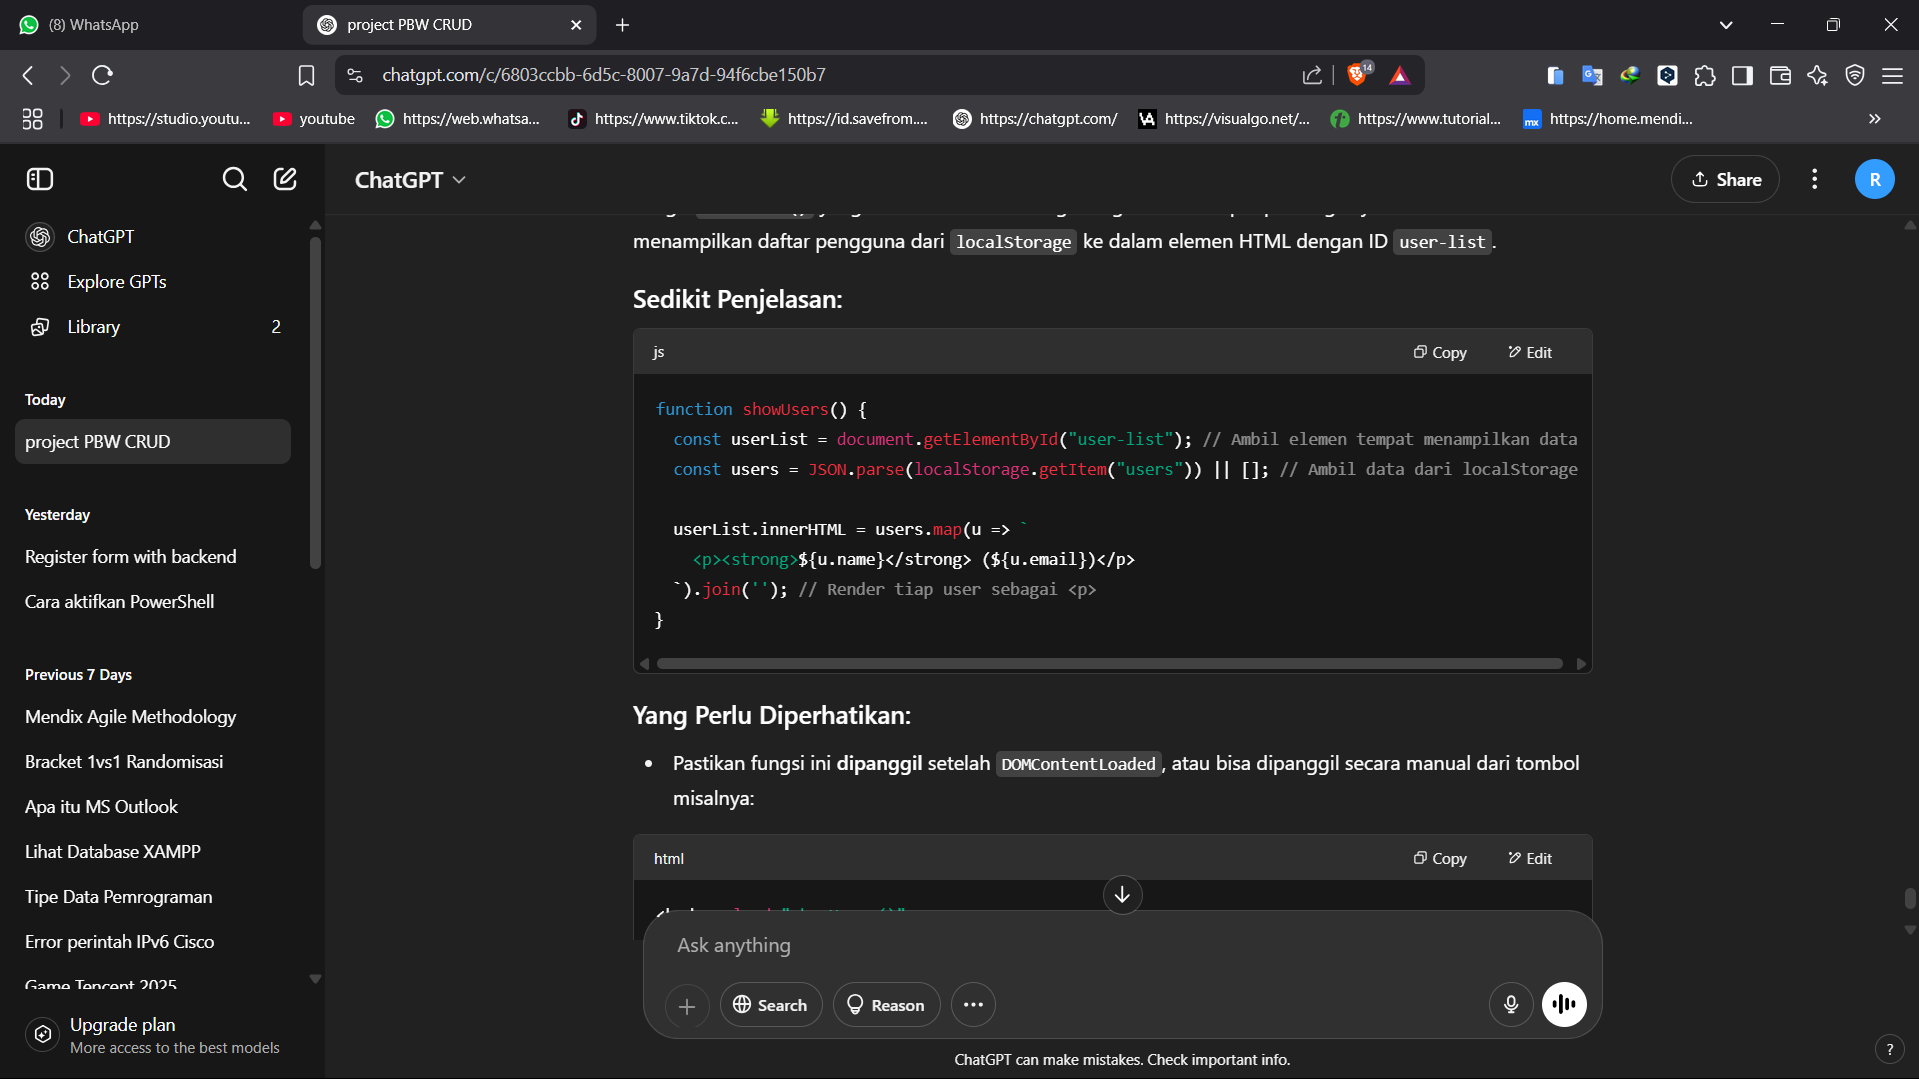 (8) WhatsApp
project PBW CRUD
chatgpt.com/c/6803ccbb-6d5c-8007-9a7d-94f6cbe150b7
14
https://studio.youtu...
youtube
https://web.whatsa...
https://www.tiktok.c...
https://id.savefrom....
https://chatgpt.com/
https://visualgo.net/...
https://www.tutorial...
mx
https://home.mendi...
ChatGPT
Share
R
ChatGPT
Explore GPTs
Library
2
Today
project PBW CRUD
Yesterday
Register form with backend
Cara aktifkan PowerShell
Previous 7 Days
Mendix Agile Methodology
Bracket 1vs1 Randomisasi
Apa itu MS Outlook
Lihat Database XAMPP
Tipe Data Pemrograman
Error perintah IPv6 Cisco
Game Tencent 2025
Upgrade plan
More access to the best models
menampilkan daftar pengguna dari localStorage ke dalam elemen HTML dengan ID user-list.
Sedikit Penjelasan:
js
Copy
Edit
function showUsers() {
  const userList = document.getElementById("user-list"); // Ambil elemen tempat menampilkan data
  const users = JSON.parse(localStorage.getItem("users")) || []; // Ambil data dari localStorage
  userList.innerHTML = users.map(u => `
    <p><strong>${u.name}</strong> (${u.email})</p>
  `).join(''); // Render tiap user sebagai <p>
}
Yang Perlu Diperhatikan:
• Pastikan fungsi ini dipanggil setelah DOMContentLoaded, atau bisa dipanggil secara manual dari tombol
misalnya:
html
Copy
Edit
Ask anything
Search
Reason
ChatGPT can make mistakes. Check important info.
?